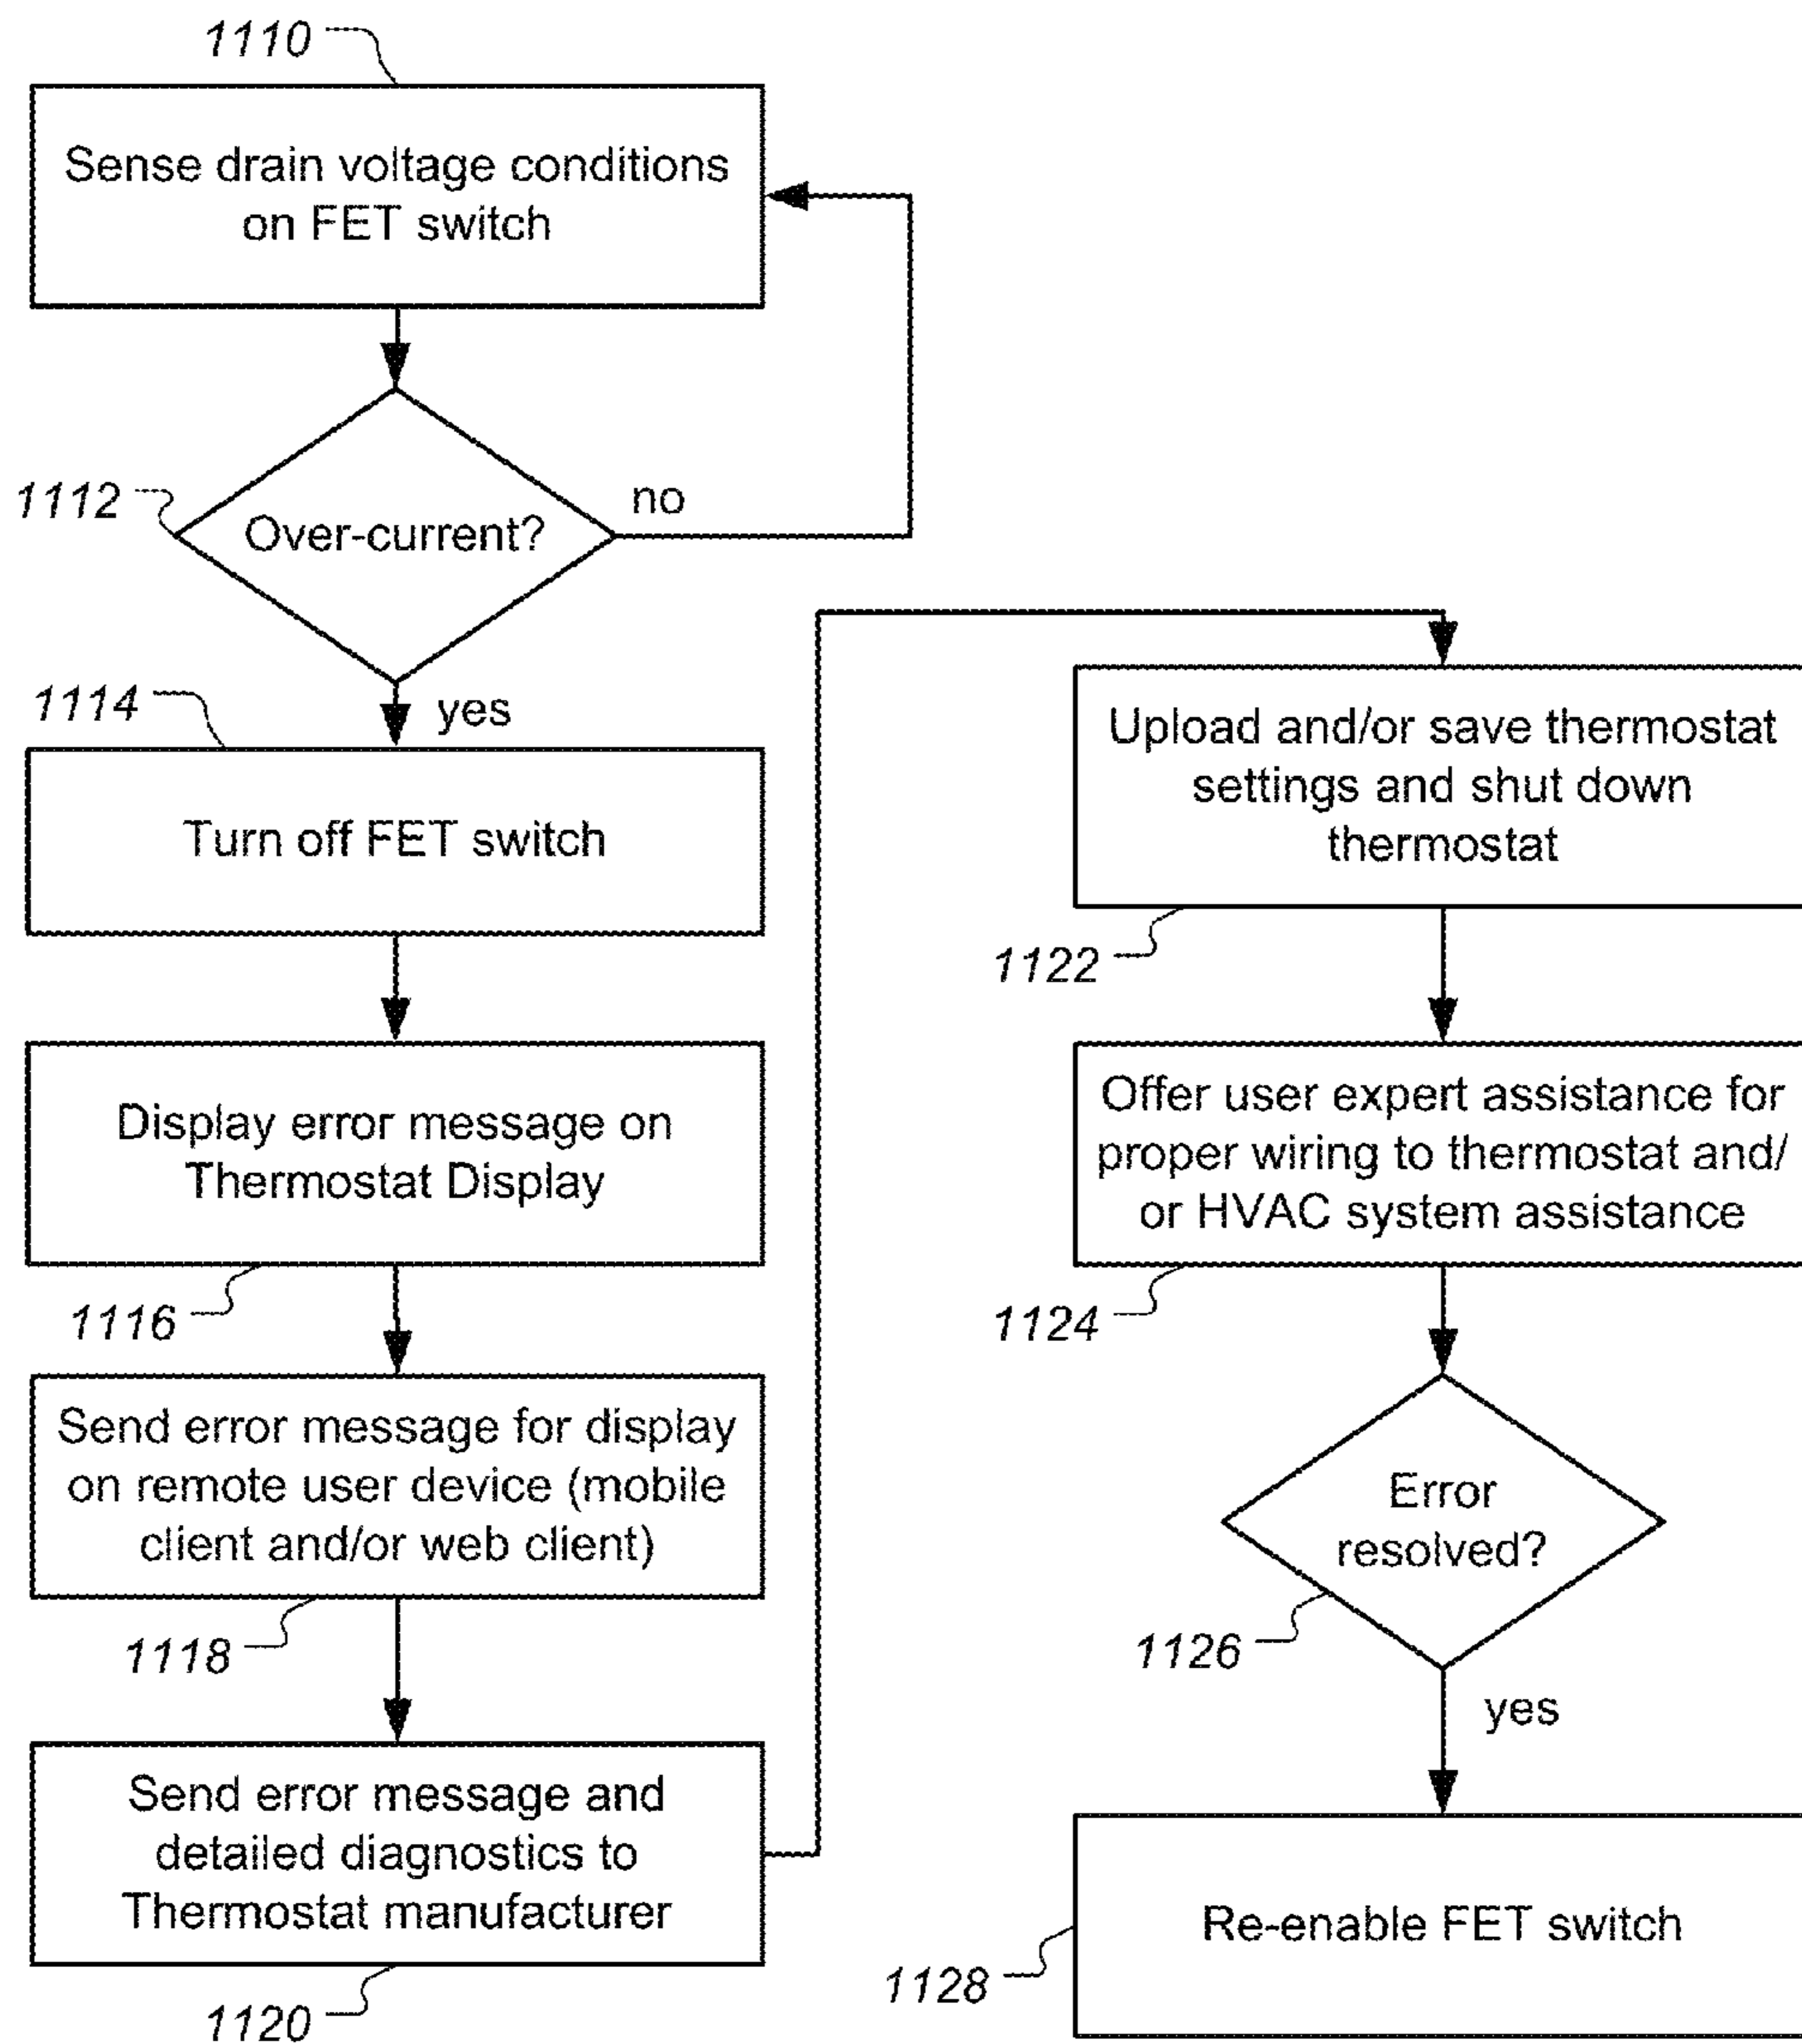 1110
Sense drain voltage conditions
on FET switch
1112
Over-current?
no
yes
1114
Turn off FET switch
Display error message on
Thermostat Display
1116
Send error message for display
on remote user device (mobile
client and/or web client)
1118
Send error message and
detailed diagnostics to
Thermostat manufacturer
1120
Upload and/or save thermostat
settings and shut down
thermostat
1122
Offer user expert assistance for
proper wiring to thermostat and/
or HVAC system assistance
1124
Error
resolved?
1126
yes
Re-enable FET switch
1128